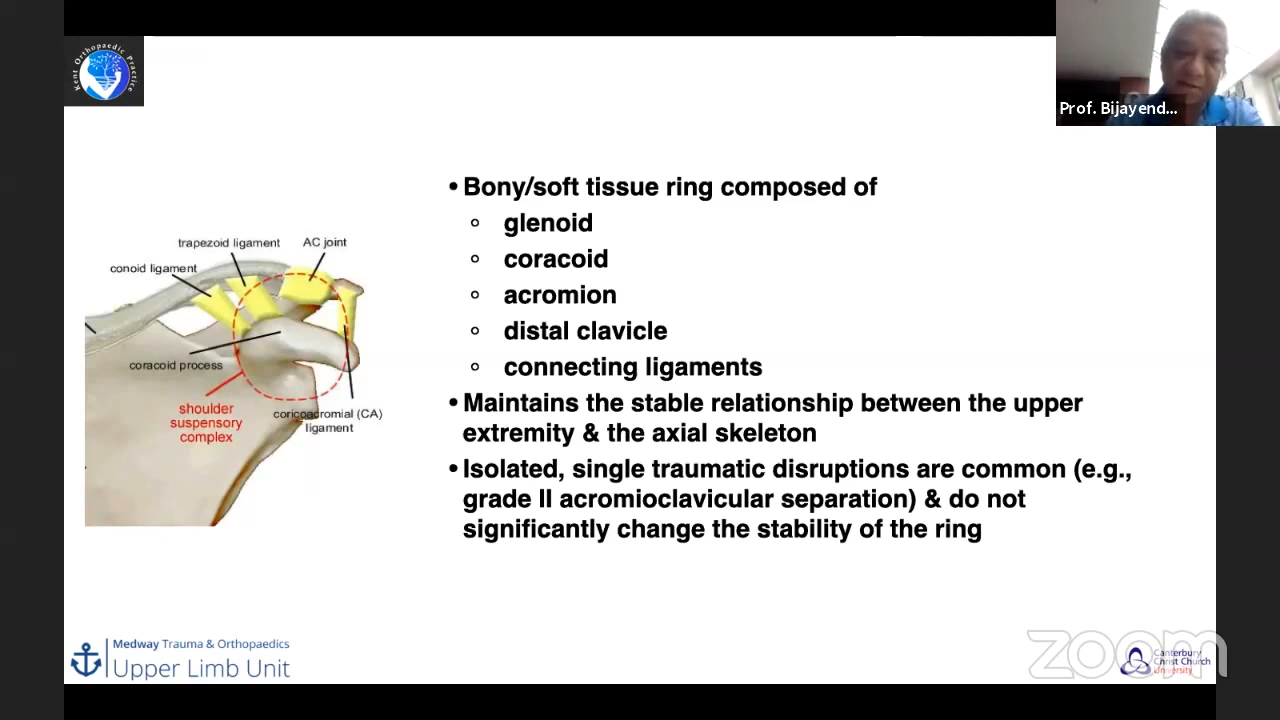 Kent Orthopaedic Practice
Prof. Bijayend...
• Bony/soft tissue ring composed of
◦ glenoid
◦ coracoid
◦ acromion
◦ distal clavicle
◦ connecting ligaments
• Maintains the stable relationship between the upper
extremity & the axial skeleton
• Isolated, single traumatic disruptions are common (e.g.,
grade II acromioclavicular separation) & do not
significantly change the stability of the ring
trapezoid ligament
AC joint
conoid ligament
coracoid process
shoulder
suspensory
complex
coricoacromial (CA)
ligament
Medway Trauma & Orthopaedics
Upper Limb Unit
zoom
Canterbury
Christ Church
University